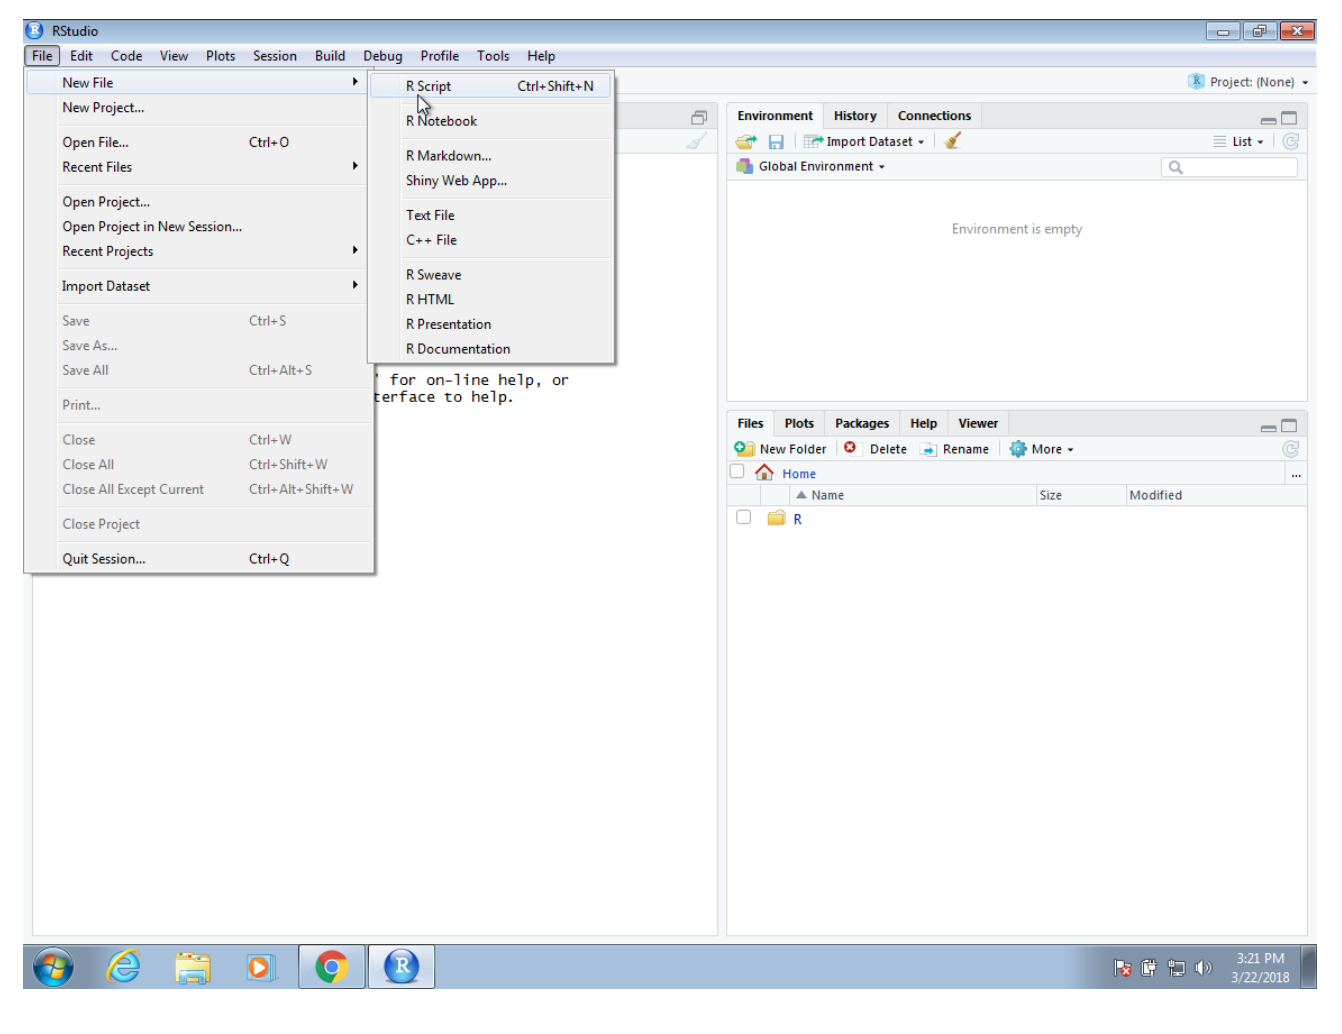 RStudio
File Edit Code View Plots Session Build Debug Profile Tools Help
New File
New Project...
Open File... Ctrl+O
Recent Files
Open Project...
Open Project in New Session...
Recent Projects
Import Dataset
Save Ctrl+S
Save As...
Save All Ctrl+Alt+S
Print...
Close Ctrl+W
Close All Ctrl+Shift+W
Close All Except Current Ctrl+Alt+Shift+W
Close Project
Quit Session... Ctrl+Q
R Script Ctrl+Shift+N
R Notebook
R Markdown...
Shiny Web App...
Text File
C++ File
R Sweave
R HTML
R Presentation
R Documentation
' for on-line help, or
terface to help.
Project: (None)
Environment History Connections
Import Dataset List
Global Environment
Environment is empty
Files Plots Packages Help Viewer
New Folder Delete Rename More
Home ...
Name Size Modified
R
3:21 PM
3/22/2018